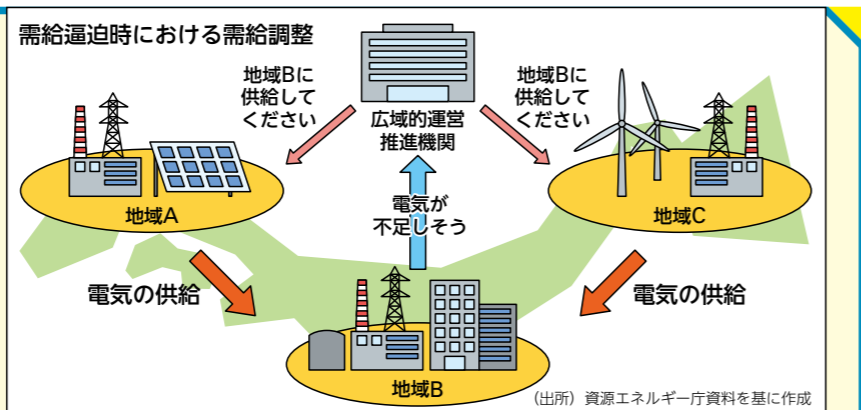 需給逼迫時における需給調整
地域Bに
供給して
ください
広域的運営
推進機関
地域Bに
供給して
ください
地域A
電気が
不足しそう
地域C
電気の供給
電気の供給
地域B
(出所) 資源エネルギー庁資料を基に作成